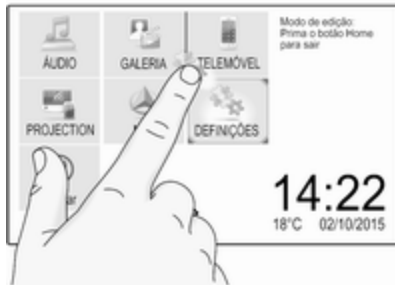 Modo de edição:
Prima o botão Home
para sair
ÁUDIO
GALERIA
TELEMÓVEL
PROJECTION
DEFINIÇÕES
14:22
18°C 02/10/2015